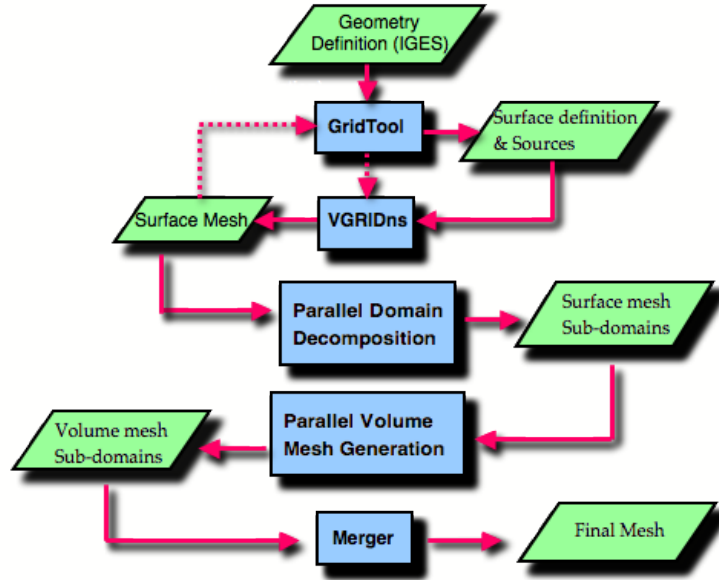 Geometry
Definition (IGES)
GridTool
Surface definition
& Sources
Surface Mesh
VGRIDns
Parallel Domain
Decomposition
Surface mesh
Sub-domains
Volume mesh
Sub-domains
Parallel Volume
Mesh Generation
Merger
Final Mesh